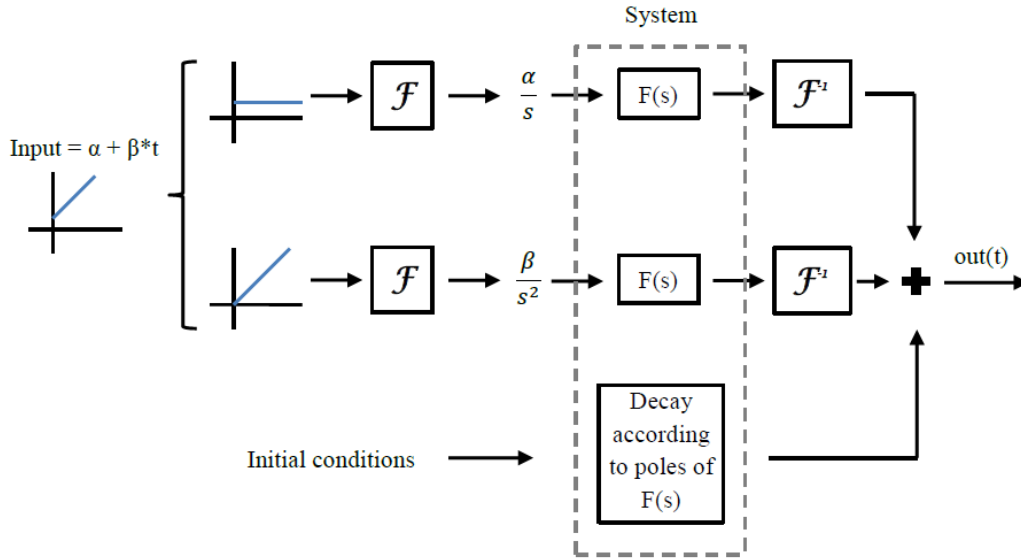 System
Input = α + β*t
ℱ
α
s
F(s)
ℱ-1
ℱ
β
s²
F(s)
ℱ-1
out(t)
Initial conditions
Decay
according
to poles of
F(s)